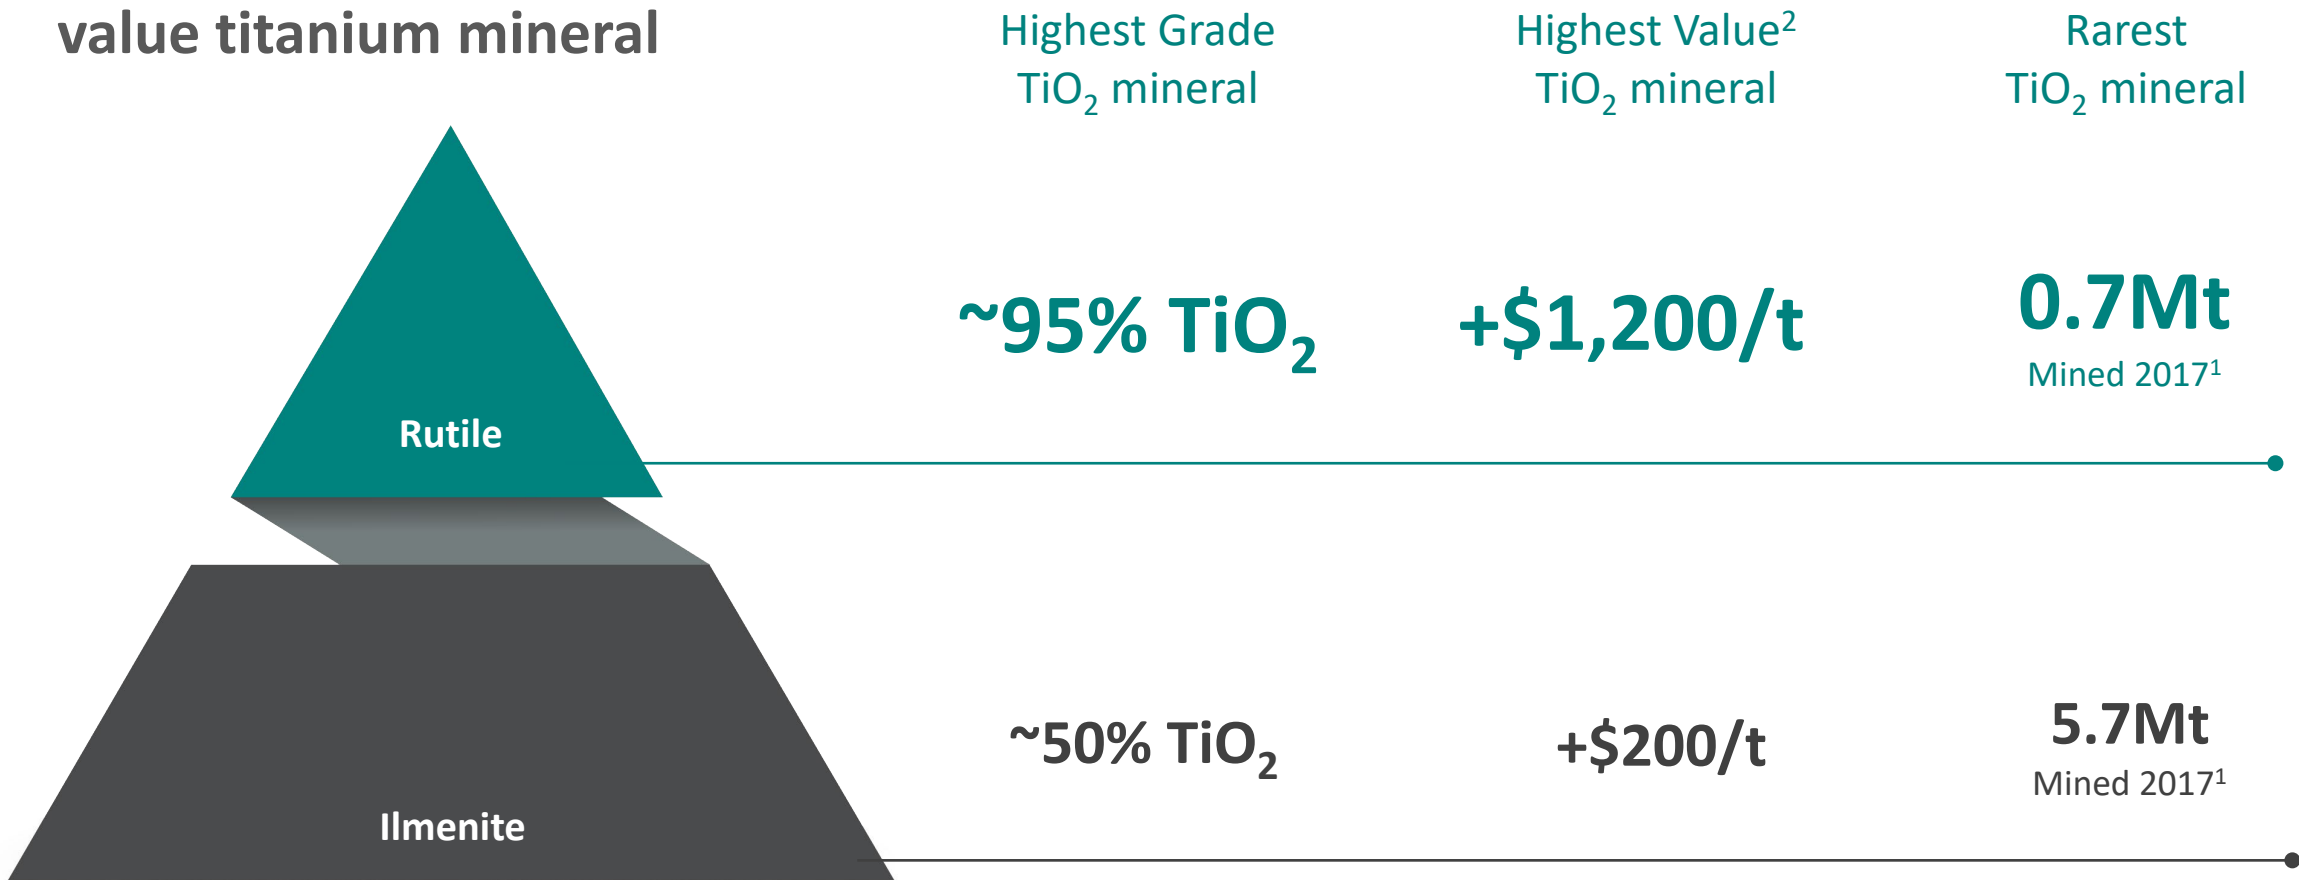 value titanium mineral
Highest Grade
TiO₂ mineral
Highest Value²
TiO₂ mineral
Rarest
TiO₂ mineral
Rutile
~95% TiO₂
+$1,200/t
0.7Mt
Mined 2017¹
Ilmenite
~50% TiO₂
+$200/t
5.7Mt
Mined 2017¹